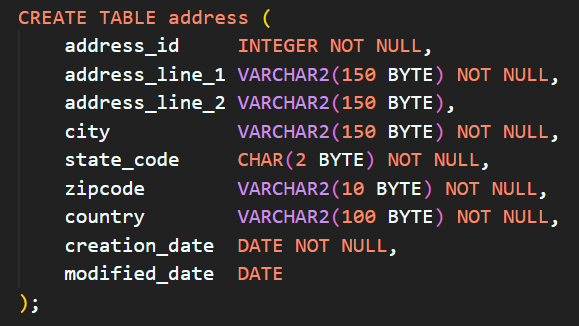 CREATE TABLE address (
    address_id     INTEGER NOT NULL,
    address_line_1 VARCHAR2(150 BYTE) NOT NULL,
    address_line_2 VARCHAR2(150 BYTE),
    city           VARCHAR2(150 BYTE) NOT NULL,
    state_code     CHAR(2 BYTE) NOT NULL,
    zipcode        VARCHAR2(10 BYTE) NOT NULL,
    country        VARCHAR2(100 BYTE) NOT NULL,
    creation_date  DATE NOT NULL,
    modified_date  DATE
);